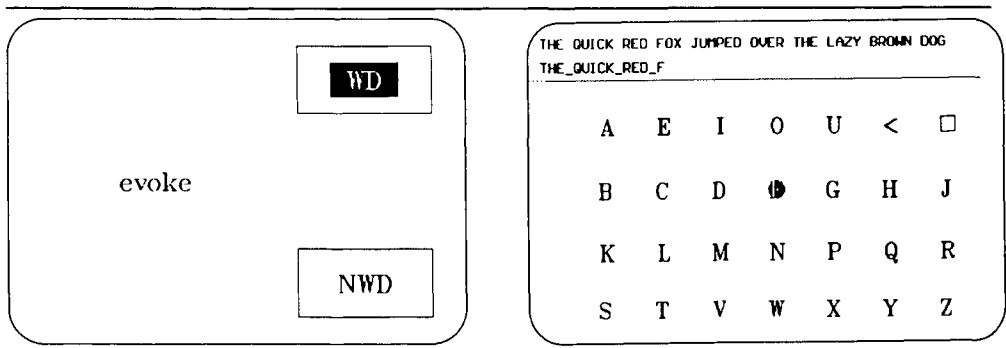 WD
evoke
NWD
THE QUICK RED FOX JUMPED OVER THE LAZY BROWN DOG
THE_QUICK_RED_F
A E I O U < □
B C D F G H J
K L M N P Q R
S T V W X Y Z